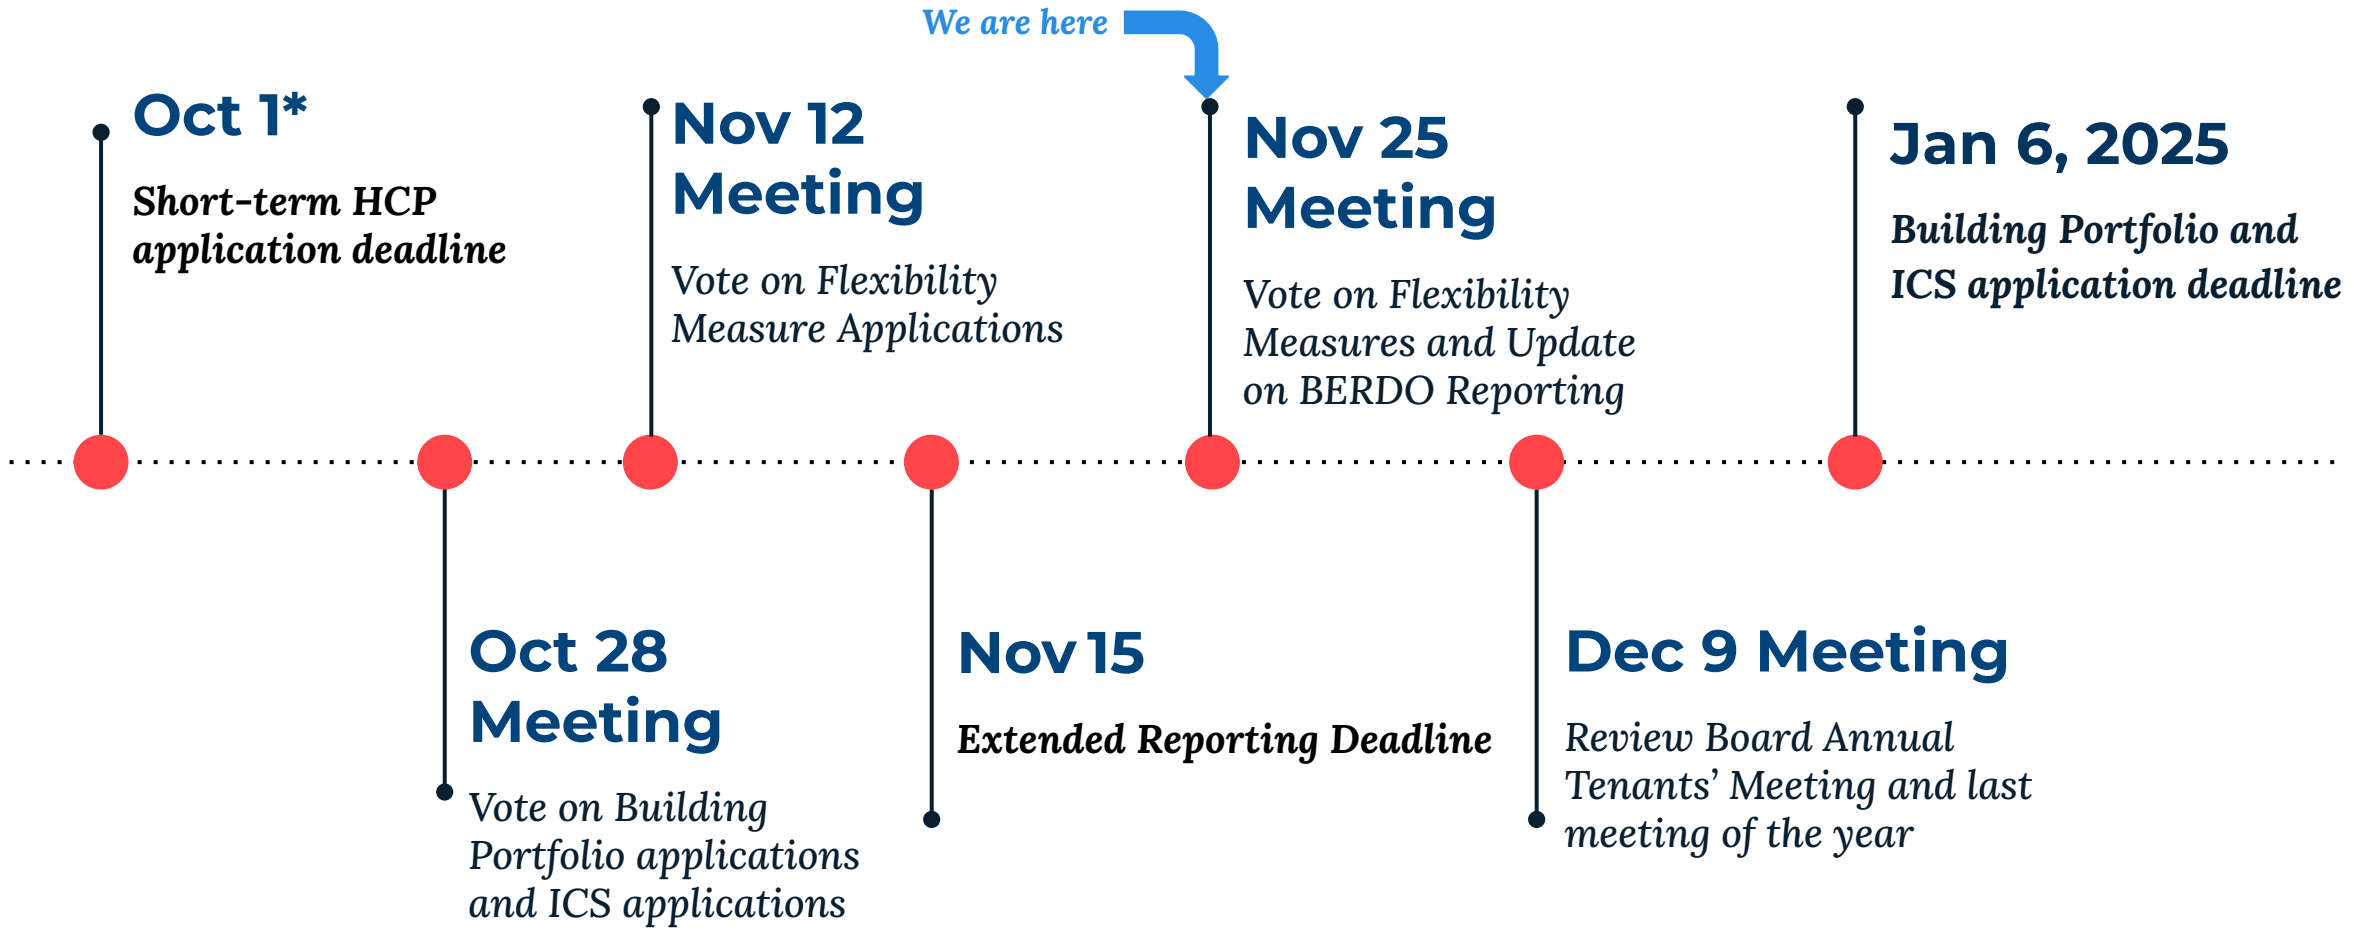 We are here
Oct 1*
Short-term HCP
application deadline
Nov 12
Meeting
Vote on Flexibility
Measure Applications
Nov 25
Meeting
Vote on Flexibility
Measures and Update
on BERDO Reporting
Jan 6, 2025
Building Portfolio and
ICS application deadline
Oct 28
Meeting
Vote on Building
Portfolio applications
and ICS applications
Nov 15
Extended Reporting Deadline
Dec 9 Meeting
Review Board Annual
Tenants’ Meeting and last
meeting of the year